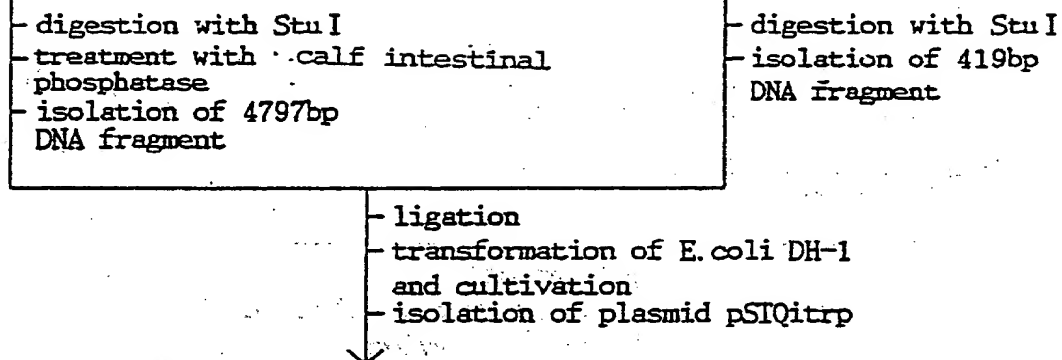 digestion with Stu I
treatment with calf intestinal
phosphatase
isolation of 4797bp
DNA fragment
digestion with Stu I
isolation of 419bp
DNA fragment
ligation
transformation of E. coli DH-1
and cultivation
isolation of plasmid pSTQitrp